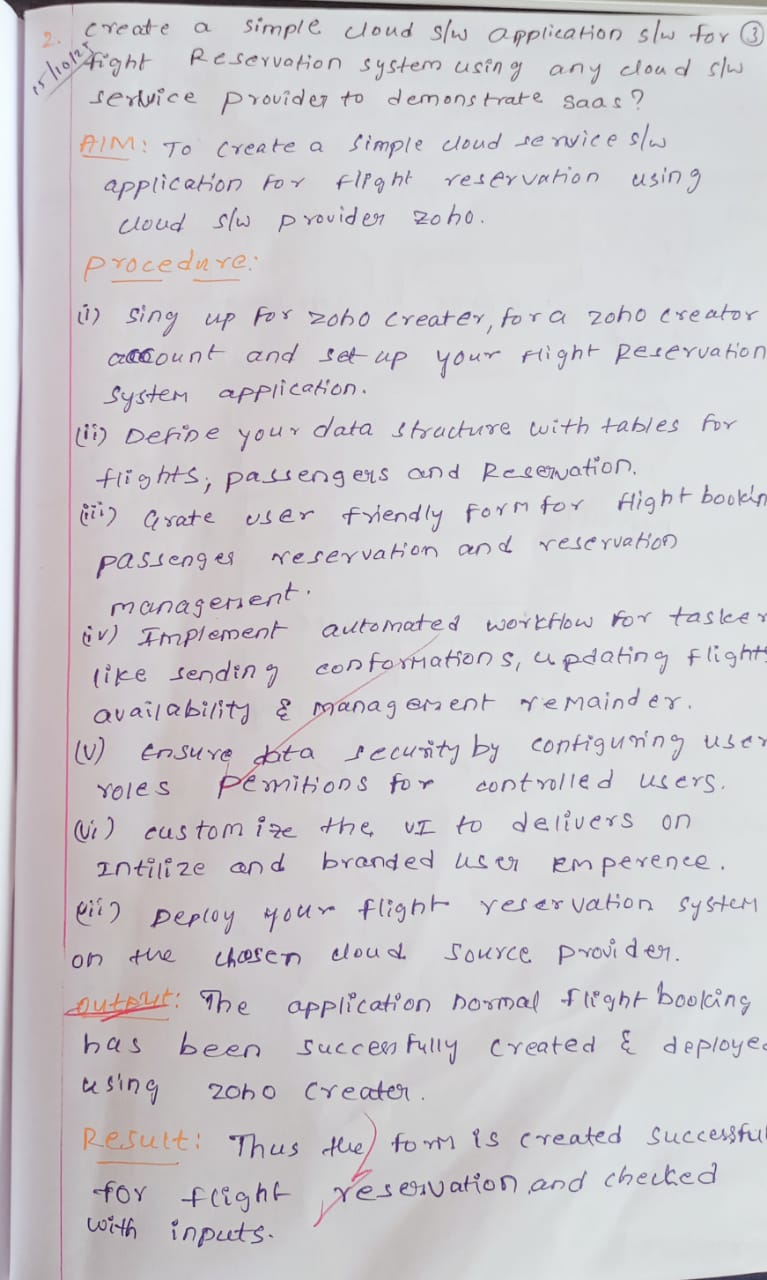 2. create a simple cloud s/w application s/w for ③
15/10/25 flight Reservation system using any cloud s/w
service provider to demonstrate saas?
AIM: To create a simple cloud service s/w
application for flight reservation using
cloud s/w provider zoho.
procedure:
(i) Sing up for zoho creater, for a zoho creator
account and set up your flight Reservation
System application.
(ii) Define your data structure with tables for
flights, passengers and Reservation.
(iii) Grate user friendly form for flight bookin
passenger reservation and reservation
management.
(iv) Implement automated workflow for tasker
like sending conformations, updating flights
availability & management remainder.
(v) Ensure data security by configuring user
roles pemitions for controlled users.
(vi) customize the UI to delivers on
Intilize and branded user emperence.
(vii) Deploy your flight reservation system
on the chosen cloud source provider.
Output: The application normal flight booking
has been successfully created & deploye
using zoho creater.
Result: Thus the form is created successful
for flight reservation and checked
with inputs.